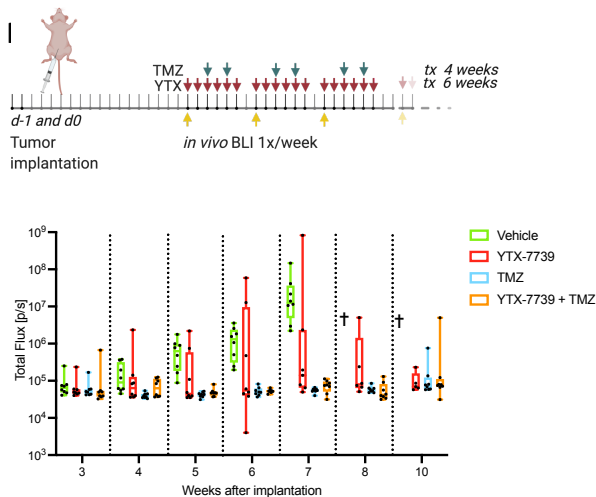 I
TMZ
YTX
tx 4 weeks
tx 6 weeks
d-1 and d0
Tumor
implantation
in vivo BLI 1x/week
Total Flux [p/s]
10⁹
10⁸
10⁷
10⁶
10⁵
10⁴
10³
† †
3 4 5 6 7 8 10
Weeks after implantation
Vehicle
YTX-7739
TMZ
YTX-7739 + TMZ